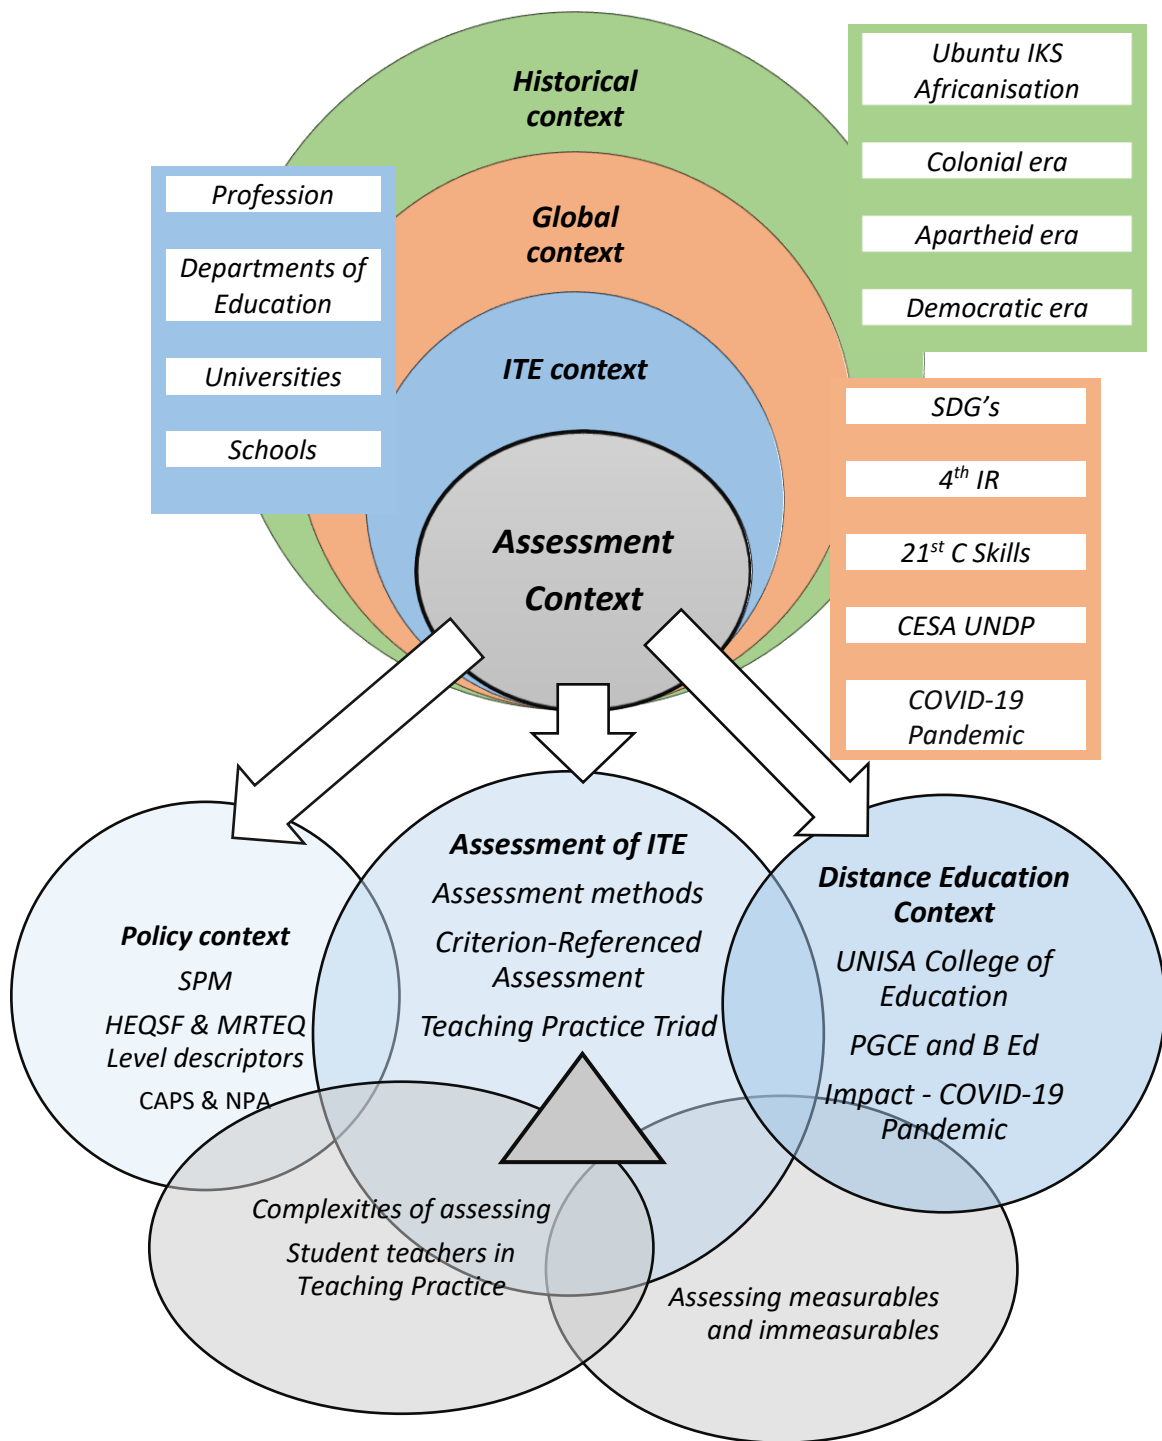 Historical
context
Global
context
ITE context
Assessment
Context
Profession
Departments of
Education
Universities
Schools
Ubuntu IKS
Africanisation
Colonial era
Apartheid era
Democratic era
SDG’s
4th IR
21st C Skills
CESA UNDP
COVID-19
Pandemic
Policy context
SPM
HEQSF & MRTEQ
Level descriptors
CAPS & NPA
Assessment of ITE
Assessment methods
Criterion-Referenced
Assessment
Teaching Practice Triad
Distance Education
Context
UNISA College of
Education
PGCE and B Ed
Impact - COVID-19
Pandemic
Complexities of assessing
Student teachers in
Teaching Practice
Assessing measurables
and immeasurables